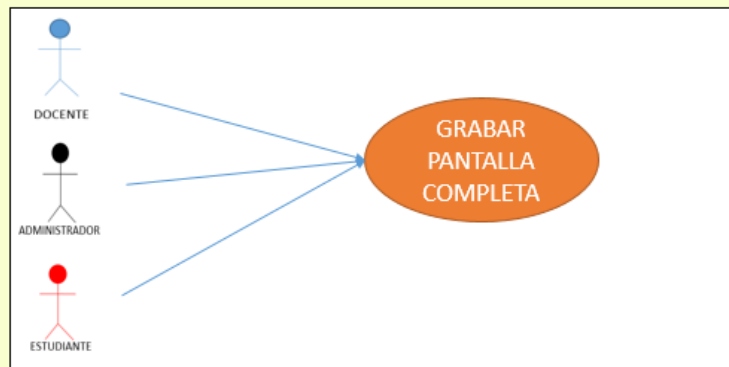 DOCENTE
ADMINISTRADOR
ESTUDIANTE
GRABAR
PANTALLA
COMPLETA